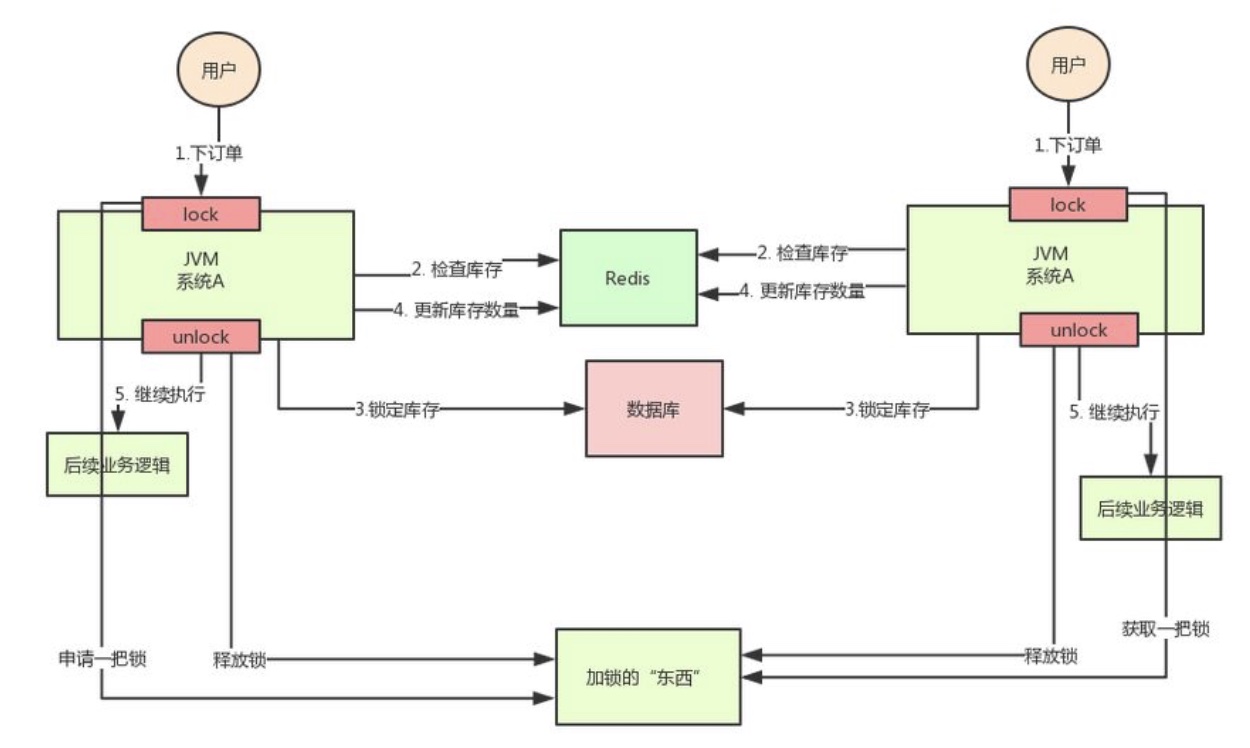 用户
用户
1.下订单
1.下订单
lock
lock
JVM
系统A
JVM
系统A
2. 检查库存
Redis
2. 检查库存
4. 更新库存数量
4. 更新库存数量
unlock
unlock
5. 继续执行
3.锁定库存
数据库
3.锁定库存
5. 继续执行
后续业务逻辑
后续业务逻辑
申请一把锁
释放锁
加锁的“东西”
释放锁
获取一把锁